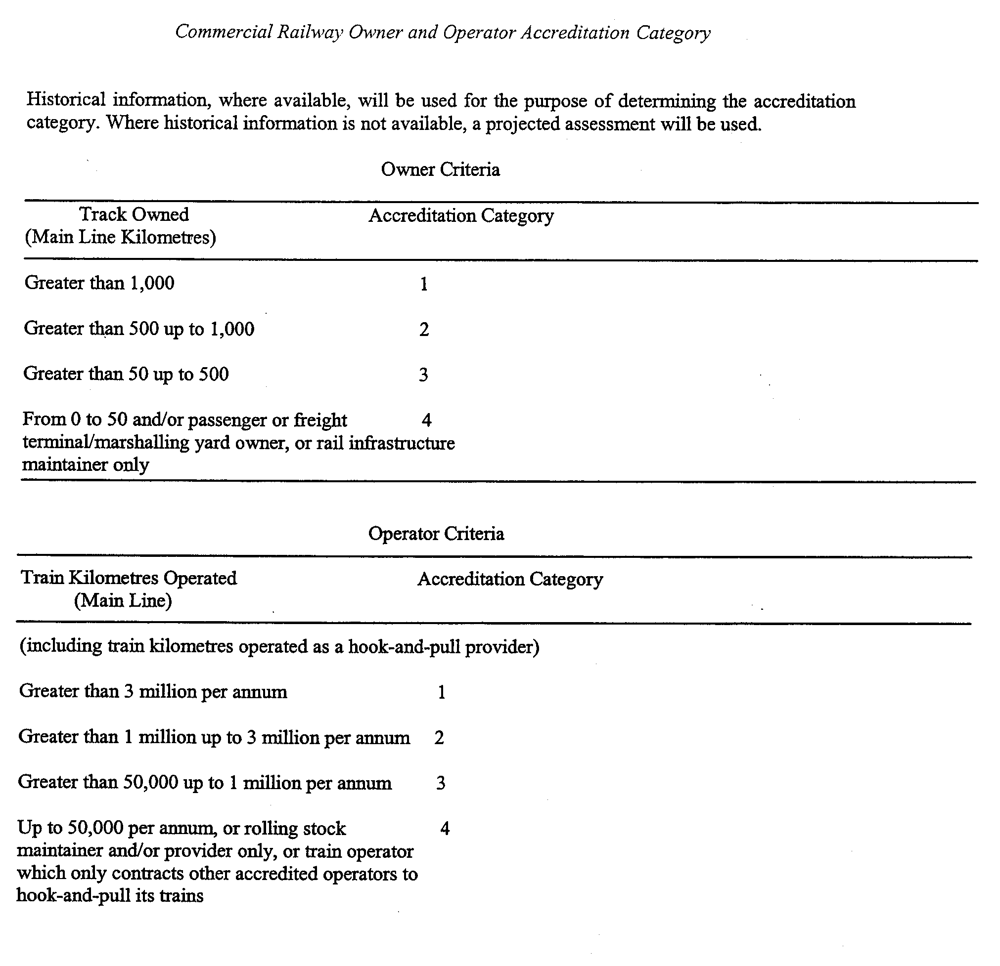 Commercial Railway Owner and Operator Accreditation Category
Historical information, where available, will be used for the purpose of determining the accreditation
category. Where historical information is not available, a projected assessment will be used.
Owner Criteria
Track Owned Accreditation Category
(Main Line Kilometres)
Greater than 1,000 1
Greater than 500 up to 1,000 2
Greater than 50 up to 500 3
From 0 to 50 and/or passenger or freight 4
terminal/marshalling yard owner, or rail infrastructure
maintainer only
Operator Criteria
Train Kilometres Operated Accreditation Category
(Main Line)
(including train kilometres operated as a hook-and-pull provider)
Greater than 3 million per annum 1
Greater than 1 million up to 3 million per annum 2
Greater than 50,000 up to 1 million per annum 3
Up to 50,000 per annum, or rolling stock 4
maintainer and/or provider only, or train operator
which only contracts other accredited operators to
hook-and-pull its trains